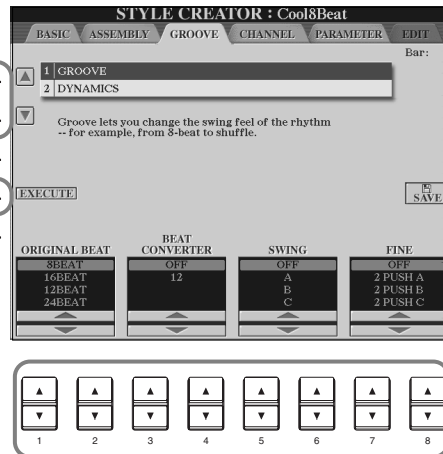 STYLE CREATOR : Cool8Beat
BASIC ASSEMBLY GROOVE CHANNEL PARAMETER EDIT
Bar:
1 GROOVE
2 DYNAMICS
Groove lets you change the swing feel of the rhythm
-- for example, from 8-beat to shuffle.
EXECUTE
SAVE
ORIGINAL BEAT BEAT CONVERTER SWING FINE
8BEAT OFF OFF OFF
16BEAT 12 A 2 PUSH A
12BEAT B 2 PUSH B
24BEAT C 2 PUSH C
1 2 3 4 5 6 7 8